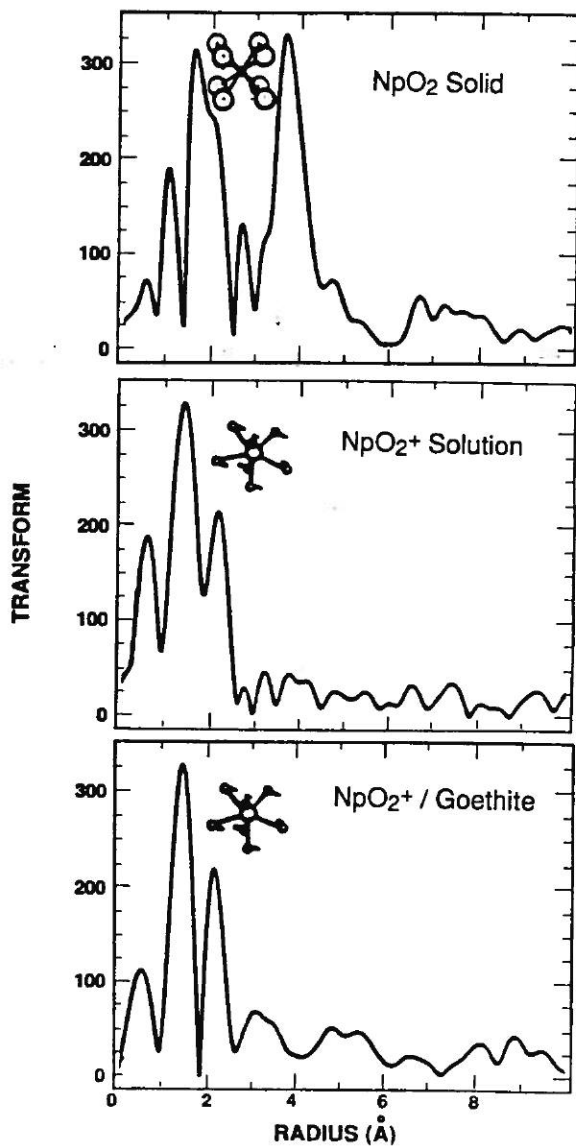 300
200
100
0
NpO₂ Solid
300
200
100
0
NpO₂⁺ Solution
TRANSFORM
300
200
100
0
NpO₂⁺ / Goethite
0 2 4 6 8
RADIUS (Å)